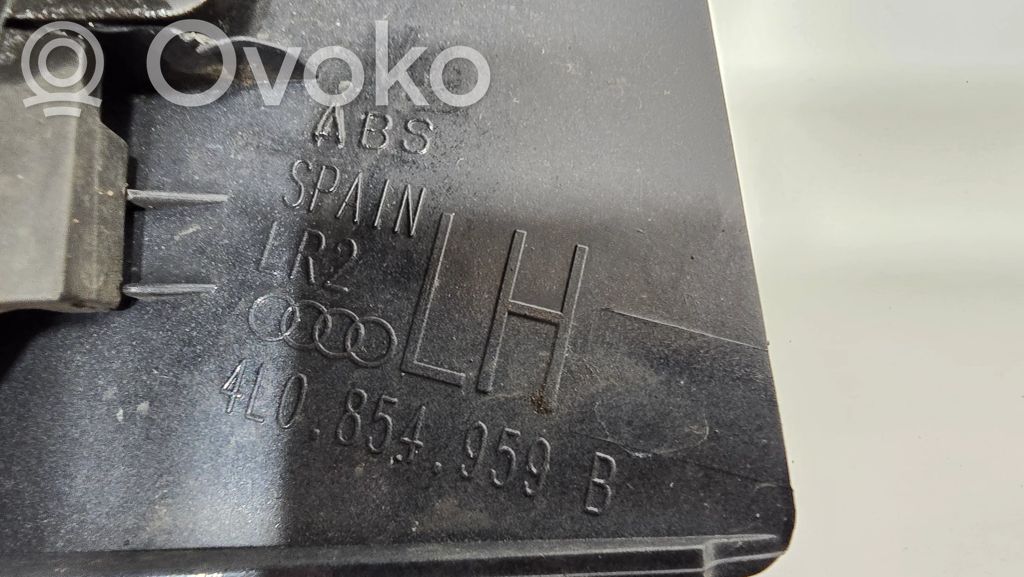 Ovoko
ABS
SPAIN
LR2
LH
4L0.854.959 B